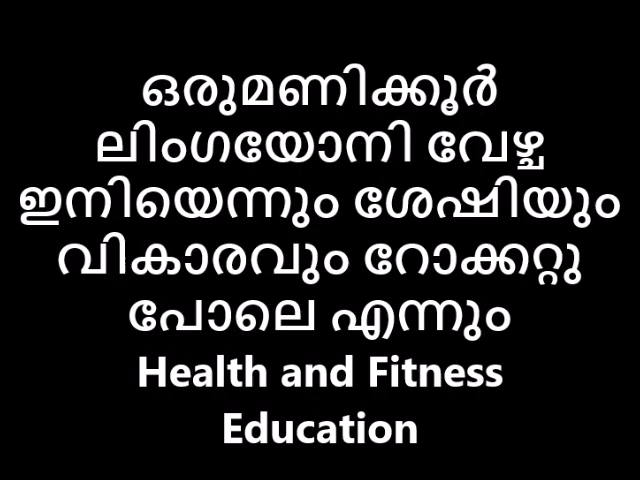 ഒരുമണിക്കൂർ
ലിംഗയോനി വേഴ്ച
ഇനിയെന്നും ശേഷിയും
വികാരവും റോക്കറ്റു
പോലെ എന്നും
Health and Fitness
Education